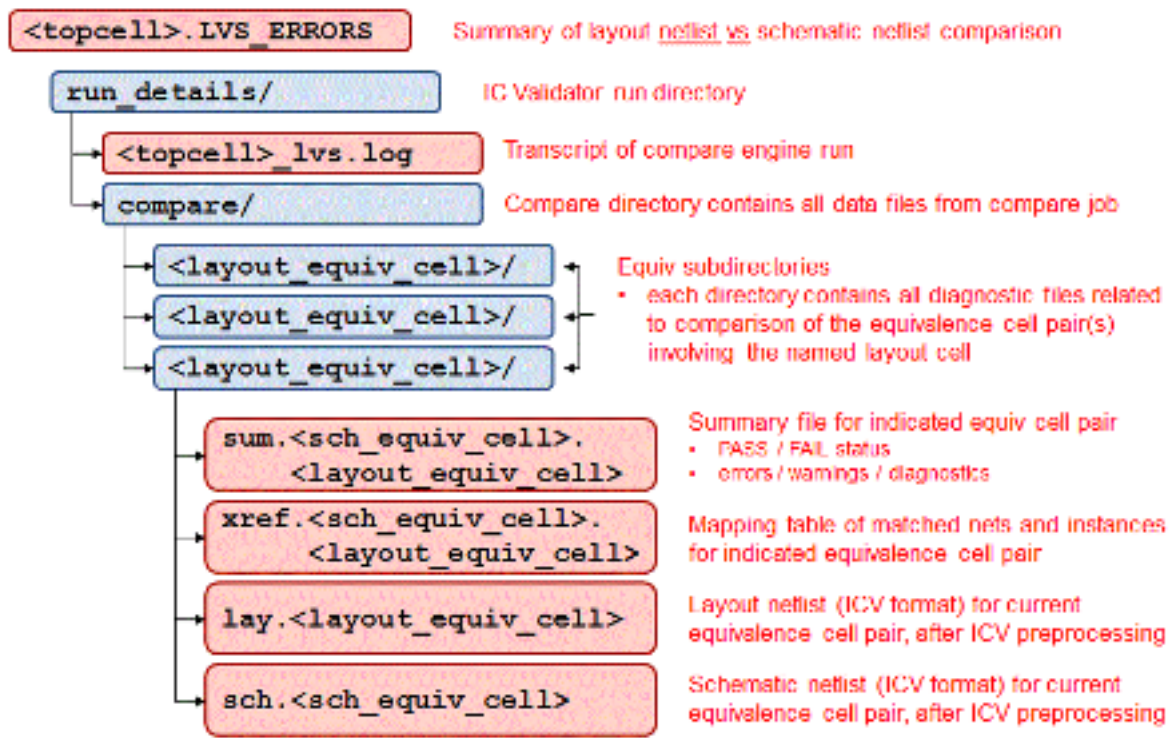 <topcell>.LVS_ERRORS
Summary of layout netlist vs schematic netlist comparison
run_details/
IC Validator run directory
<topcell>_lvs.log
Transcript of compare engine run
compare/
Compare directory contains all data files from compare job
<layout_equiv_cell>/
<layout_equiv_cell>/
<layout_equiv_cell>/
Equiv subdirectories
• each directory contains all diagnostic files related
to comparison of the equivalence cell pair(s)
involving the named layout cell
sum.<sch_equiv_cell>.
<layout_equiv_cell>
Summary file for indicated equiv cell pair
• PASS / FAIL status
• errors / warnings / diagnostics
xref.<sch_equiv_cell>.
<layout_equiv_cell>
Mapping table of matched nets and instances
for indicated equivalence cell pair
lay.<layout_equiv_cell>
Layout netlist (ICV format) for current
equivalence cell pair, after ICV preprocessing
sch.<sch_equiv_cell>
Schematic netlist (ICV format) for current
equivalence cell pair, after ICV preprocessing